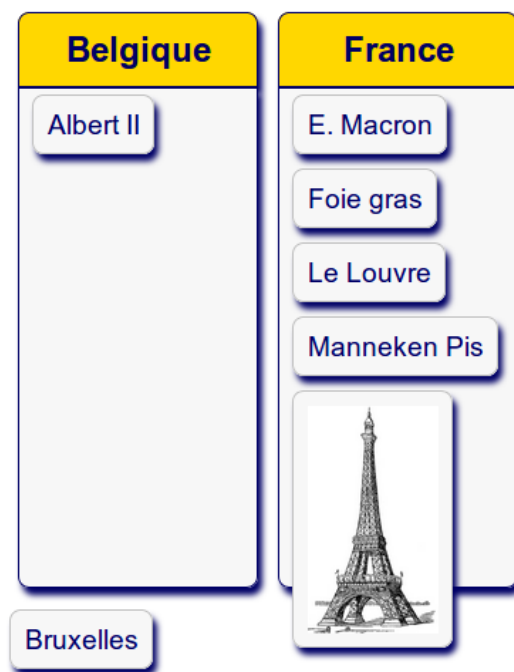 Belgique
Albert II
France
E. Macron
Foie gras
Le Louvre
Manneken Pis
Bruxelles